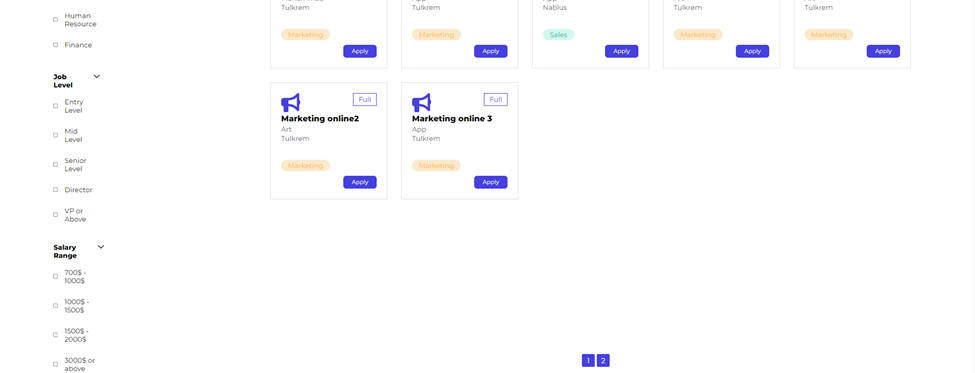 Human
Resource
Finance
Job
Level
Entry
Level
Mid
Level
Senior
Level
Director
VP or
Above
Salary
Range
700$ -
1000$
1000$ -
1500$
1500$ -
2000$
3000$ or
above
Tulkrem
Marketing
Apply
Tulkrem
Marketing
Apply
Nablus
Sales
Apply
Tulkrem
Marketing
Apply
Tulkrem
Marketing
Apply
Full
Marketing online2
Art
Tulkrem
Marketing
Apply
Full
Marketing online 3
App
Tulkrem
Marketing
Apply
1 2